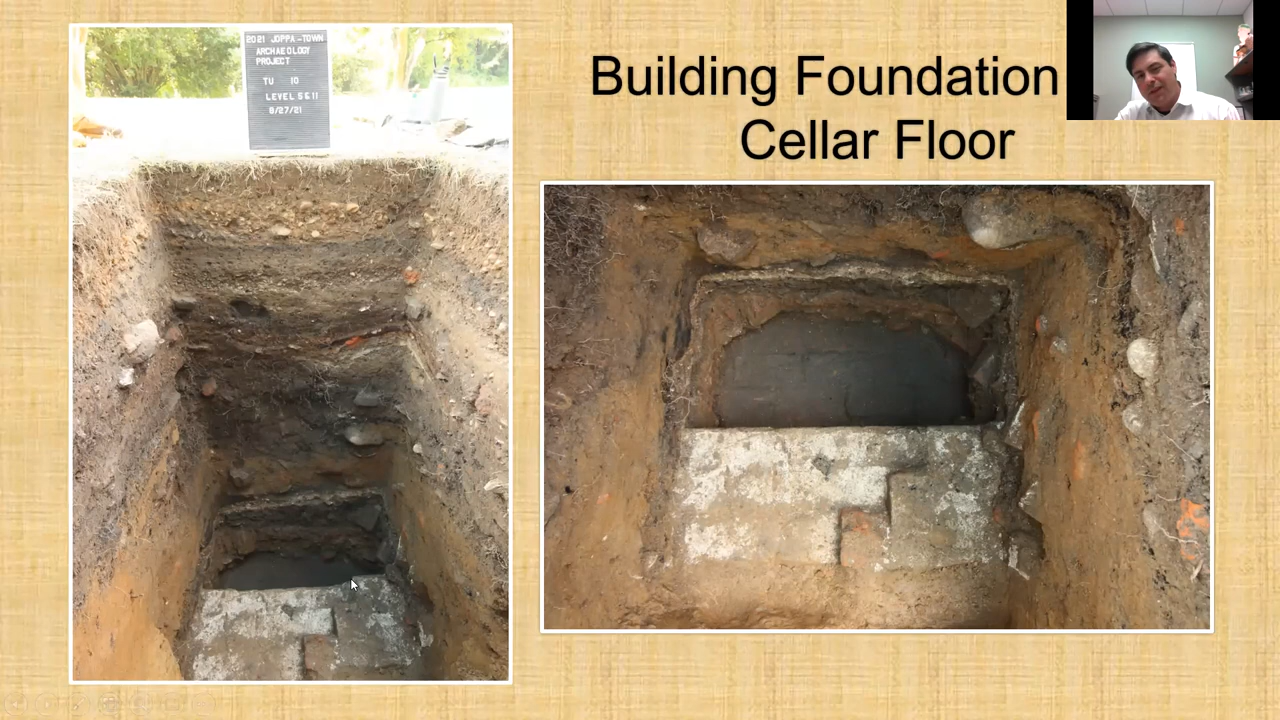 2021 JOPPA-TOWN
ARCHAEOLOGY
PROJECT
TU 10
LEVEL 5&11
8/27/21
Building Foundation
Cellar Floor